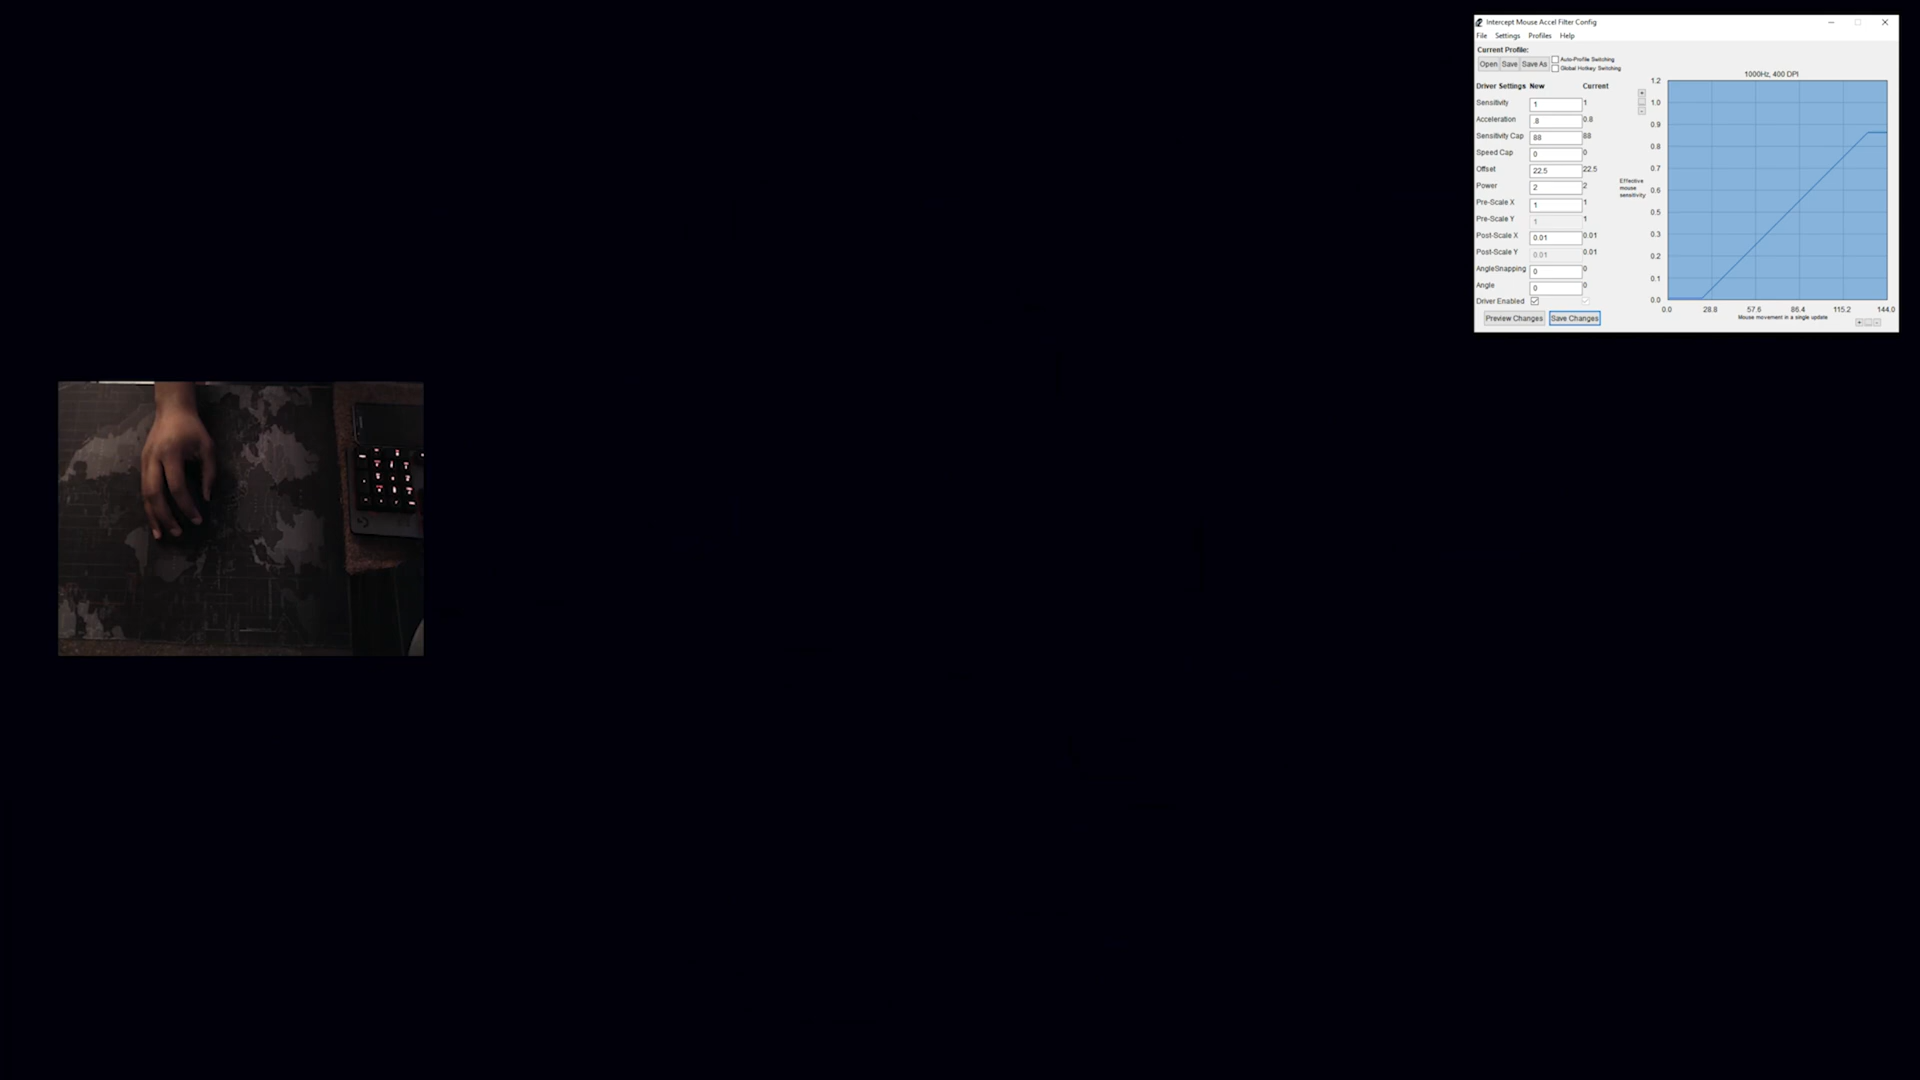 Intercept Mouse Accel Filter Config
File Settings Profiles Help
Current Profile:
Open Save Save As
Auto-Profile Switching
Global Hotkey Switching
Driver Settings New Current
Sensitivity 1 1
Acceleration .8 0.8
Sensitivity Cap 88 88
Speed Cap 0 0
Offset 22.5 22.5
Power 2 2
Pre-Scale X 1 1
Pre-Scale Y 1 1
Post-Scale X 0.01 0.01
Post-Scale Y 0.01 0.01
AngleSnapping 0 0
Angle 0 0
Driver Enabled
Preview Changes Save Changes
1000Hz, 400 DPI
1.2
1.0
0.9
0.8
0.7
0.6
0.5
0.3
0.2
0.1
0.0
Effective
mouse
sensitivity
0.0 28.8 57.6 86.4 115.2 144.0
Mouse movement in a single update